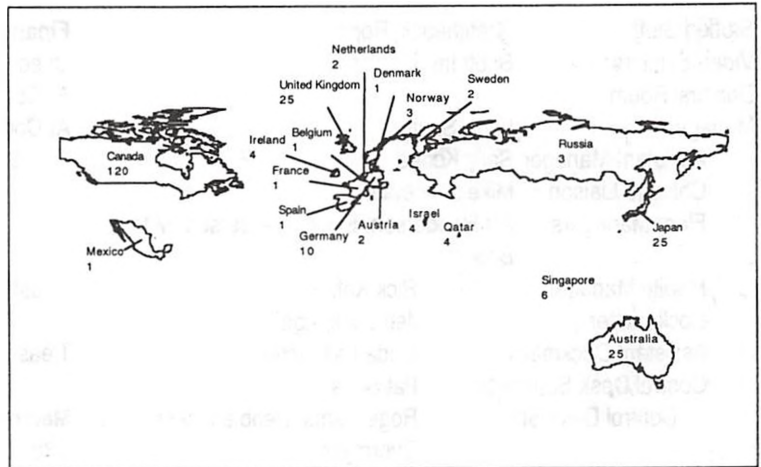 Netherlands
2
Denmark
1
Sweden
2
United Kingdom
25
Norway
3
Ireland
4
Belgium
1
Russia
Canada
120
France
1
Spain
1
Germany
10
Austria
2
Israel
4
Qatar
4
Japan
25
Mexico
1
Singapore
6
Australia
25